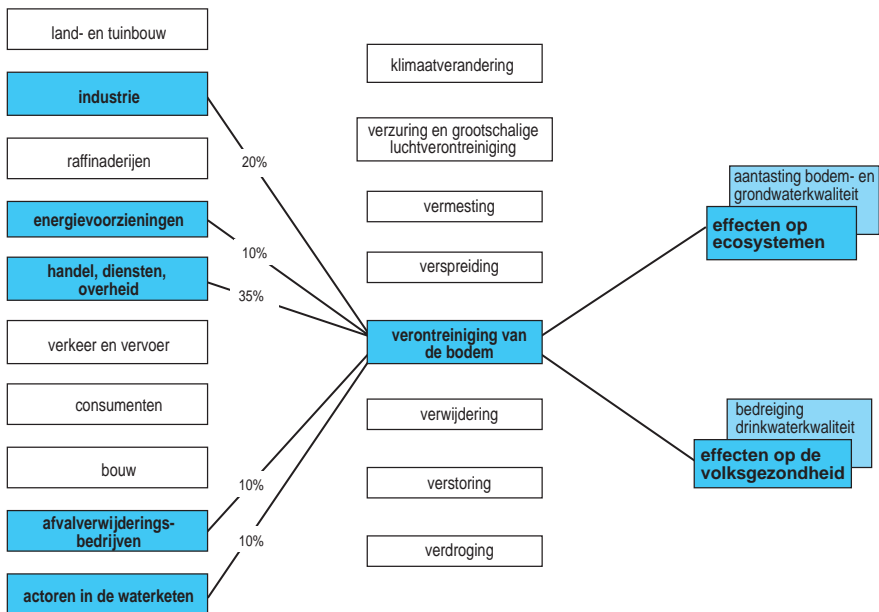 land- en tuinbouw
industrie
raffinaderijen
energievoorzieningen
handel, diensten,
overheid
verkeer en vervoer
consumenten
bouw
afvalverwijderings-
bedrijven
actoren in de waterketen
20%
10%
35%
10%
10%
klimaatverandering
verzuring en grootschalige
luchtverontreiniging
vermesting
verspreiding
verontreiniging van
de bodem
verwijdering
verstoring
verdroging
aantasting bodem- en
grondwaterkwaliteit
effecten op
ecosystemen
bedreiging
drinkwaterkwaliteit
effecten op de
volksgezondheid